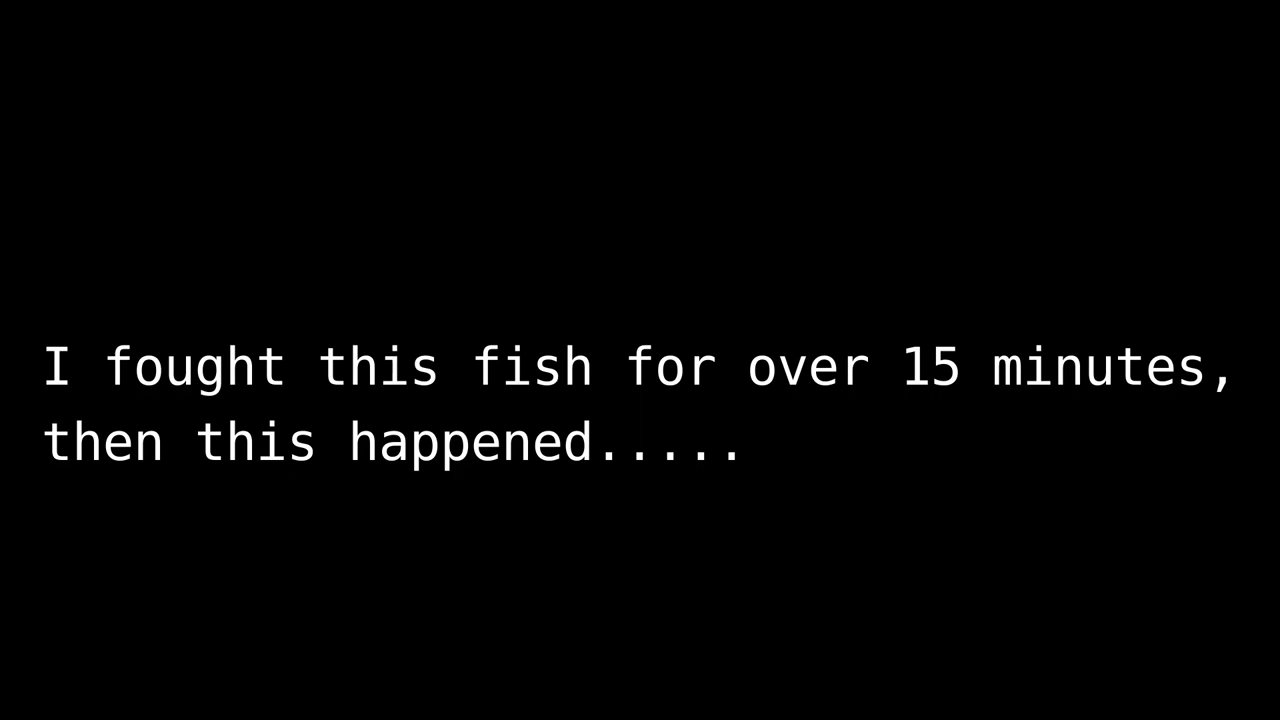 I fought this fish for over 15 minutes,
then this happened.....